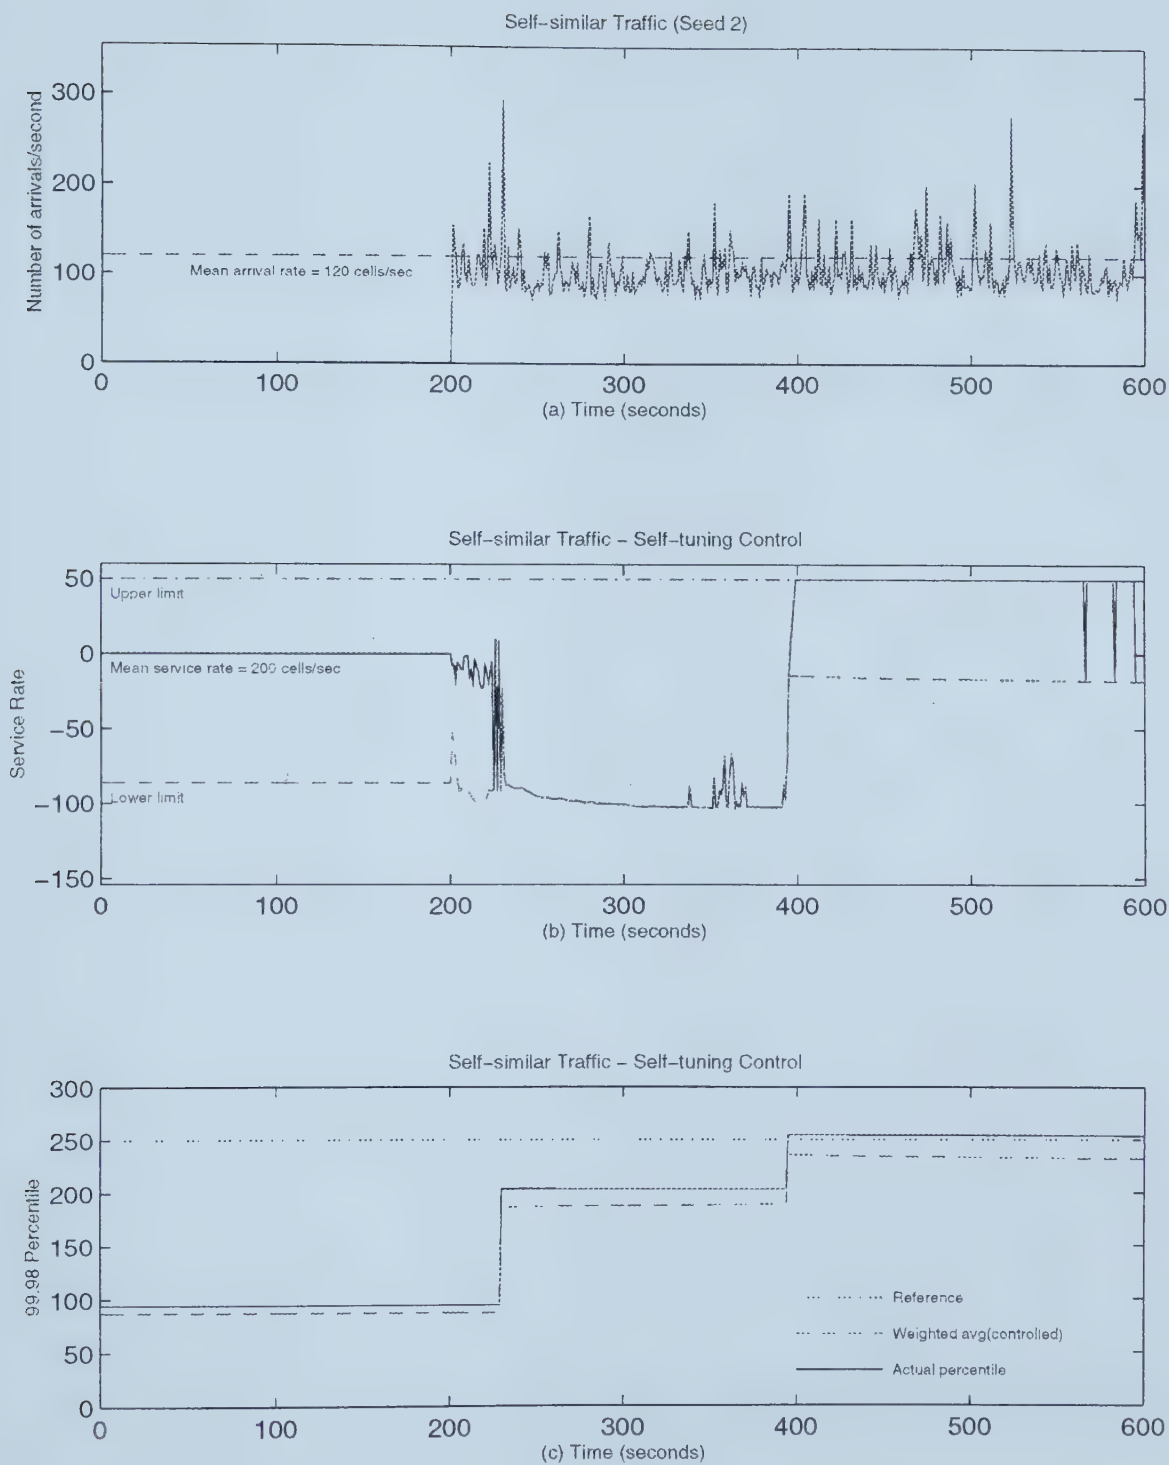 Self-similar Traffic (Seed 2)
Number of arrivals/second
300
200
100
0
Mean arrival rate = 120 cells/sec
0 100 200 300 400 500 600
(a) Time (seconds)
Self-similar Traffic - Self-tuning Control
Service Rate
50
0
-50
-100
-150
Upper limit
Mean service rate = 200 cells/sec
Lower limit
0 100 200 300 400 500 600
(b) Time (seconds)
Self-similar Traffic - Self-tuning Control
99.98 Percentile
300
250
200
150
100
50
0
Reference
Weighted avg(controlled)
Actual percentile
0 100 200 300 400 500 600
(c) Time (seconds)